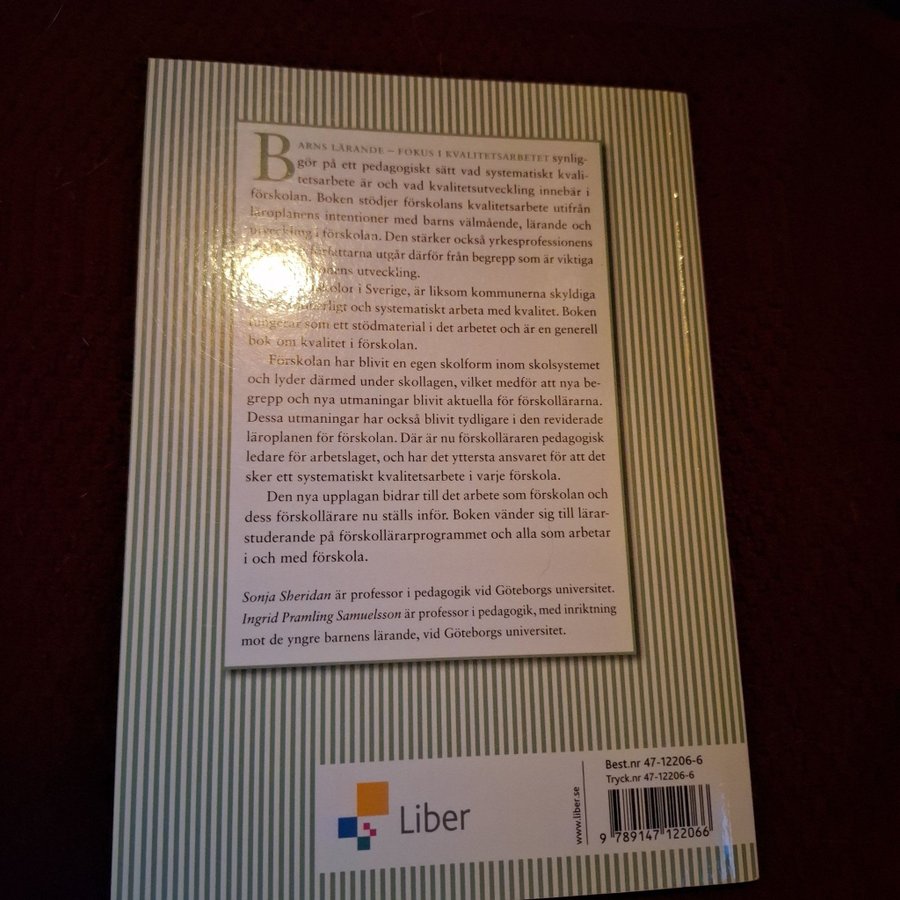 BARNS LÄRANDE – FOKUS I KVALITETSARBETET synlig-
gör på ett pedagogiskt sätt vad systematiskt kvali-
tetsarbete är och vad kvalitetsutveckling innebär i
förskolan. Boken stödjer förskolans kvalitetsarbete utifrån
läroplanens intentioner med barns välmående, lärande och
utveckling i förskolan. Den stärker också yrkesprofessionens
författarna utgår därför från begrepp som är viktiga
utveckling.
i Sverige, är liksom kommunerna skyldiga
och systematiskt arbeta med kvalitet. Boken
fungerar som ett stödmaterial i det arbetet och är en generell
bok om kvalitet i förskolan.
Förskolan har blivit en egen skolform inom skolsystemet
och lyder därmed under skollagen, vilket medför att nya be-
grepp och nya utmaningar blivit aktuella för förskollärarna.
Dessa utmaningar har också blivit tydligare i den reviderade
läroplanen för förskolan. Där är nu förskolläraren pedagogisk
ledare för arbetslaget, och har det yttersta ansvaret för att det
sker ett systematiskt kvalitetsarbete i varje förskola.
Den nya upplagan bidrar till det arbete som förskolan och
dess förskollärare nu ställs inför. Boken vänder sig till lärar-
studerande på förskollärarprogrammet och alla som arbetar
i och med förskola.
Sonja Sheridan är professor i pedagogik vid Göteborgs universitet.
Ingrid Pramling Samuelsson är professor i pedagogik, med inriktning
mot de yngre barnens lärande, vid Göteborgs universitet.
Liber
www.liber.se
Best.nr 47-12206-6
Tryck.nr 47-12206-6
9 789147 122066